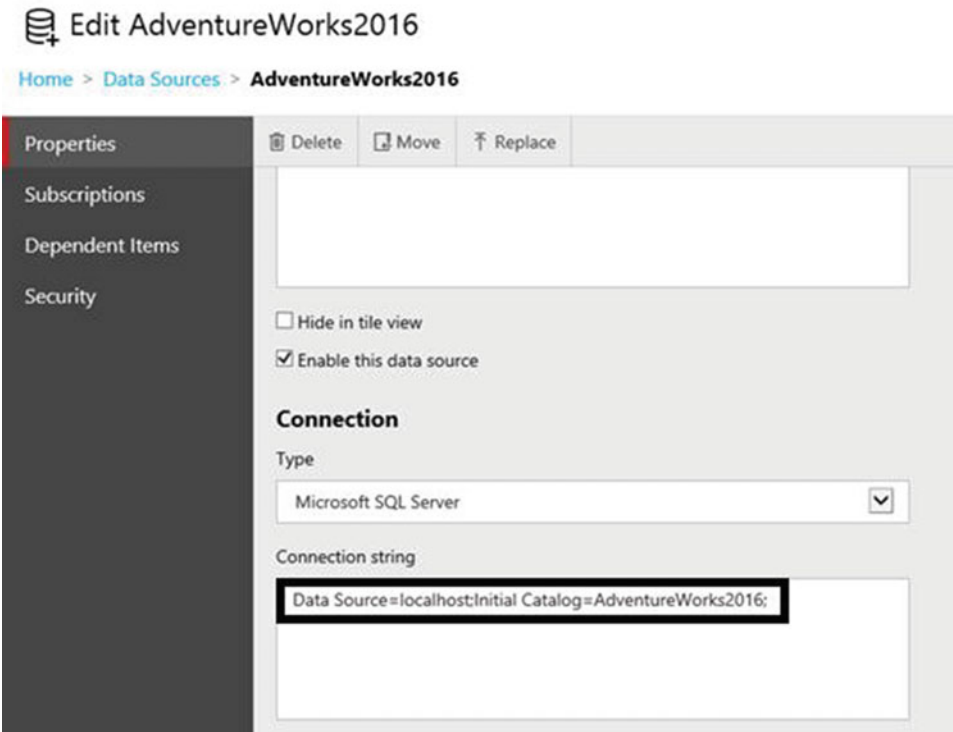 Edit AdventureWorks2016
Home > Data Sources > AdventureWorks2016
Properties
Subscriptions
Dependent Items
Security
Delete
Move
Replace
Hide in tile view
Enable this data source
Connection
Type
Microsoft SQL Server
Connection string
Data Source=localhost;Initial Catalog=AdventureWorks2016;